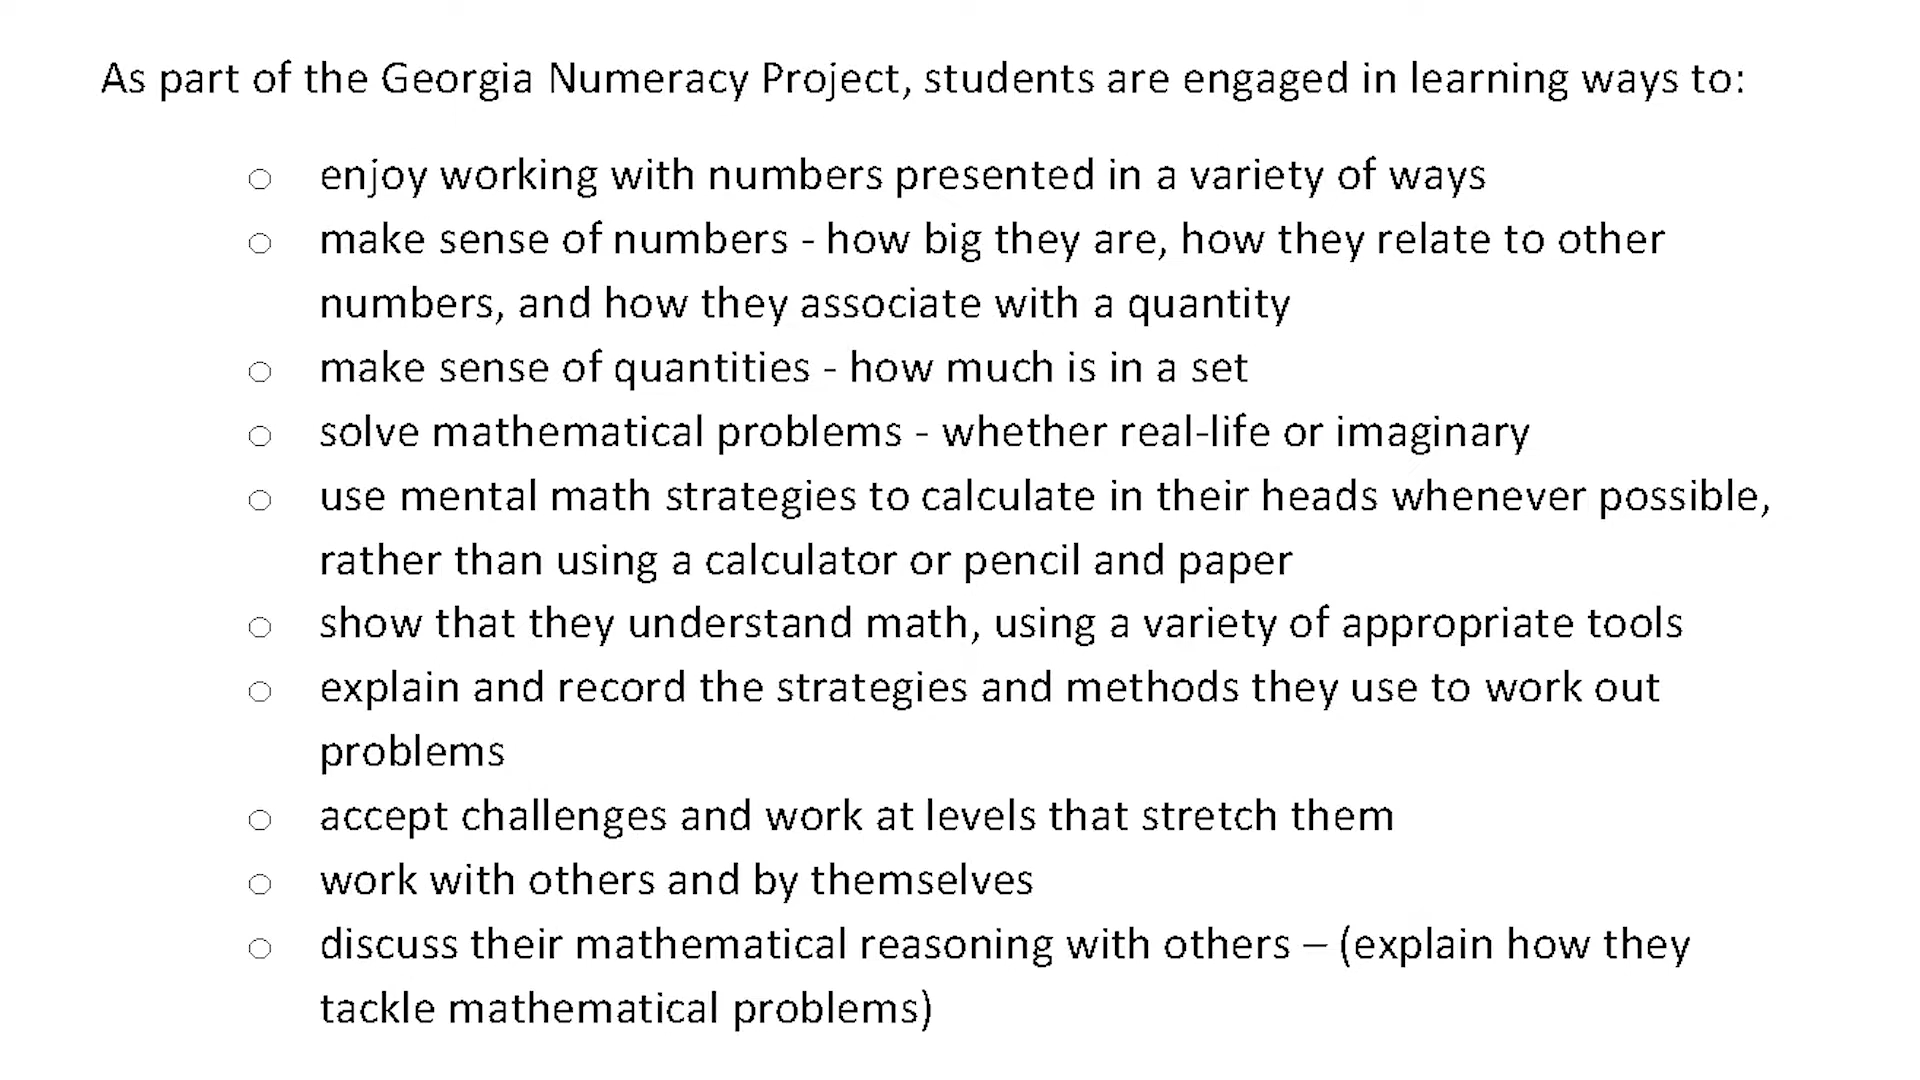 As part of the Georgia Numeracy Project, students are engaged in learning ways to:
○ enjoy working with numbers presented in a variety of ways
○ make sense of numbers - how big they are, how they relate to other
numbers, and how they associate with a quantity
○ make sense of quantities - how much is in a set
○ solve mathematical problems - whether real-life or imaginary
○ use mental math strategies to calculate in their heads whenever possible,
rather than using a calculator or pencil and paper
○ show that they understand math, using a variety of appropriate tools
○ explain and record the strategies and methods they use to work out
problems
○ accept challenges and work at levels that stretch them
○ work with others and by themselves
○ discuss their mathematical reasoning with others – (explain how they
tackle mathematical problems)